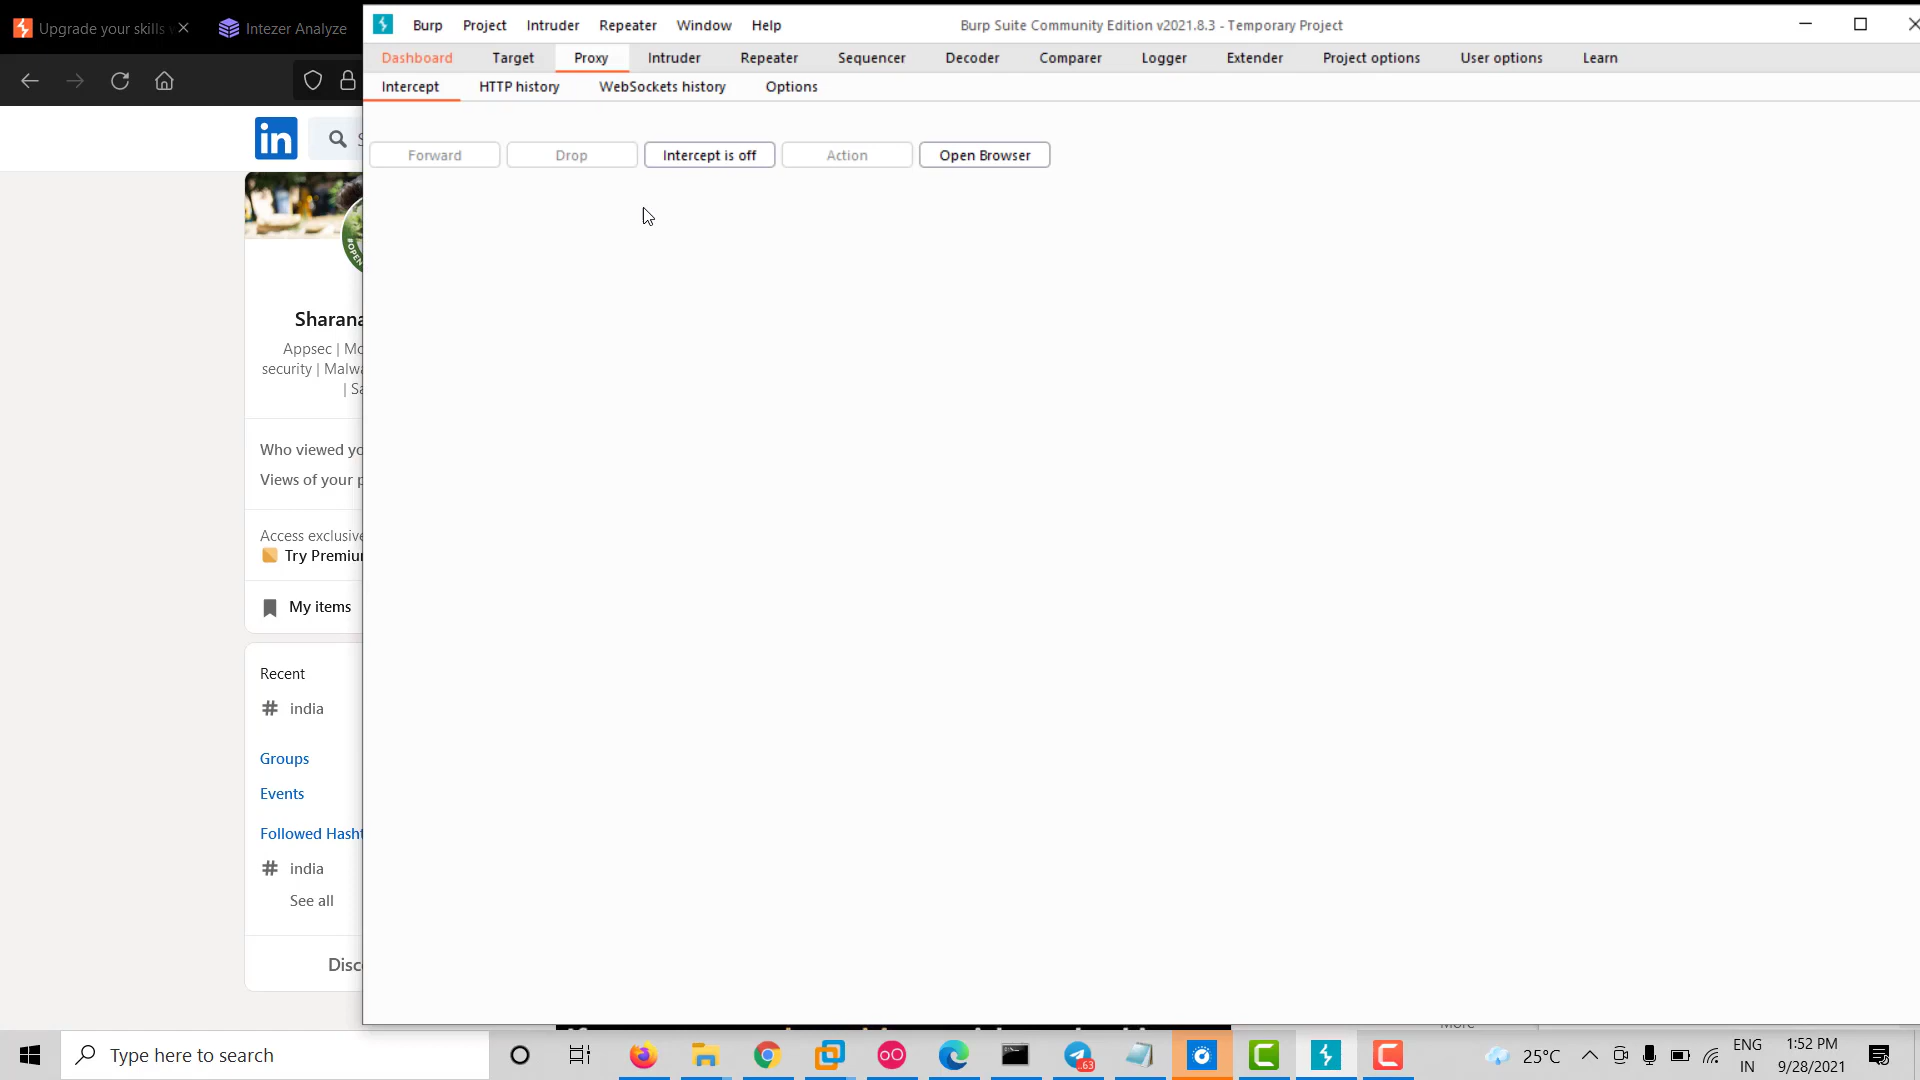 Upgrade your skills
Intezer Analyze
Burp Project Intruder Repeater Window Help
Burp Suite Community Edition v2021.8.3 - Temporary Project
Dashboard Target Proxy Intruder Repeater Sequencer Decoder Comparer Logger Extender Project options User options Learn
Intercept HTTP history WebSockets history Options
Forward Drop Intercept is off Action Open Browser
in
Sharana
Appsec | Mo
security | Malwa
| Sa
Who viewed yo
Views of your p
Access exclusive
Try Premiu
My items
Recent
# india
Groups
Events
Followed Hasht
# india
See all
Disc
Type here to search
63
25°C
ENG
IN
1:52 PM
9/28/2021